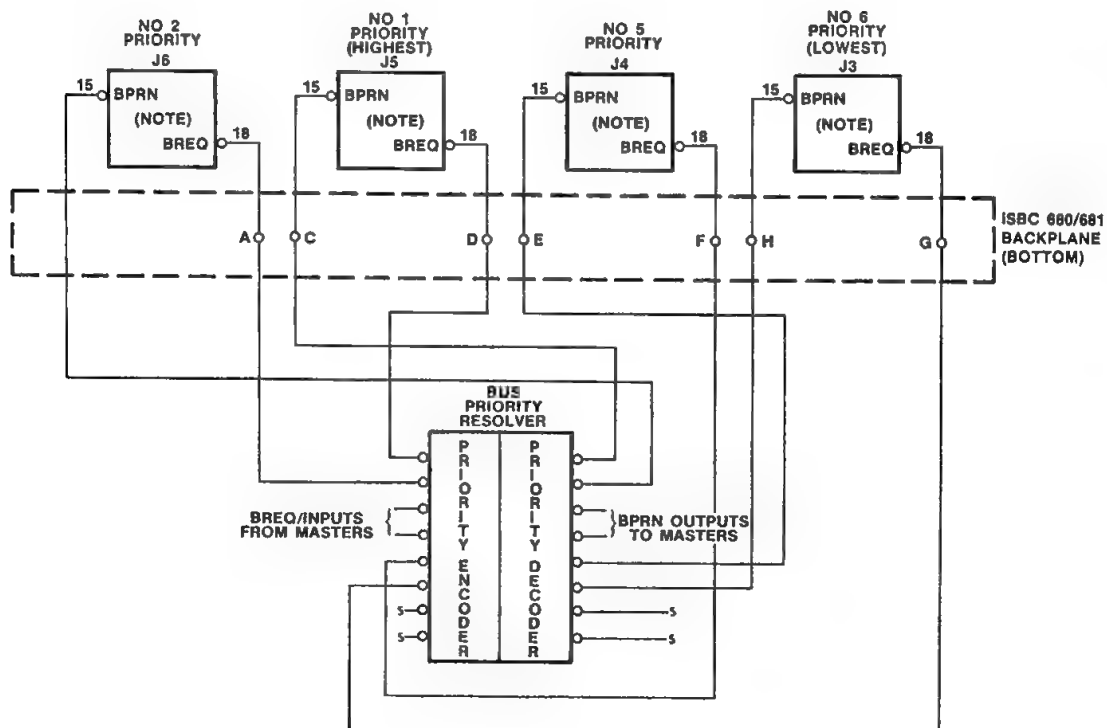 NO 2
PRIORITY
J6
15
BPRN
(NOTE)
BREQ
18
NO 1
PRIORITY
(HIGHEST)
J5
15
BPRN
(NOTE)
BREQ
18
NO 5
PRIORITY
J4
15
BPRN
(NOTE)
BREQ
18
NO 6
PRIORITY
(LOWEST)
J3
15
BPRN
(NOTE)
BREQ
18
A
C
D
E
F
H
G
ISBC 680/681
BACKPLANE
(BOTTOM)
BUS
PRIORITY
RESOLVER
BREQ/INPUTS
FROM MASTERS
PRIORITY ENCODER
PRIORITY DECODER
BPRN OUTPUTS
TO MASTERS
S
S
S
S